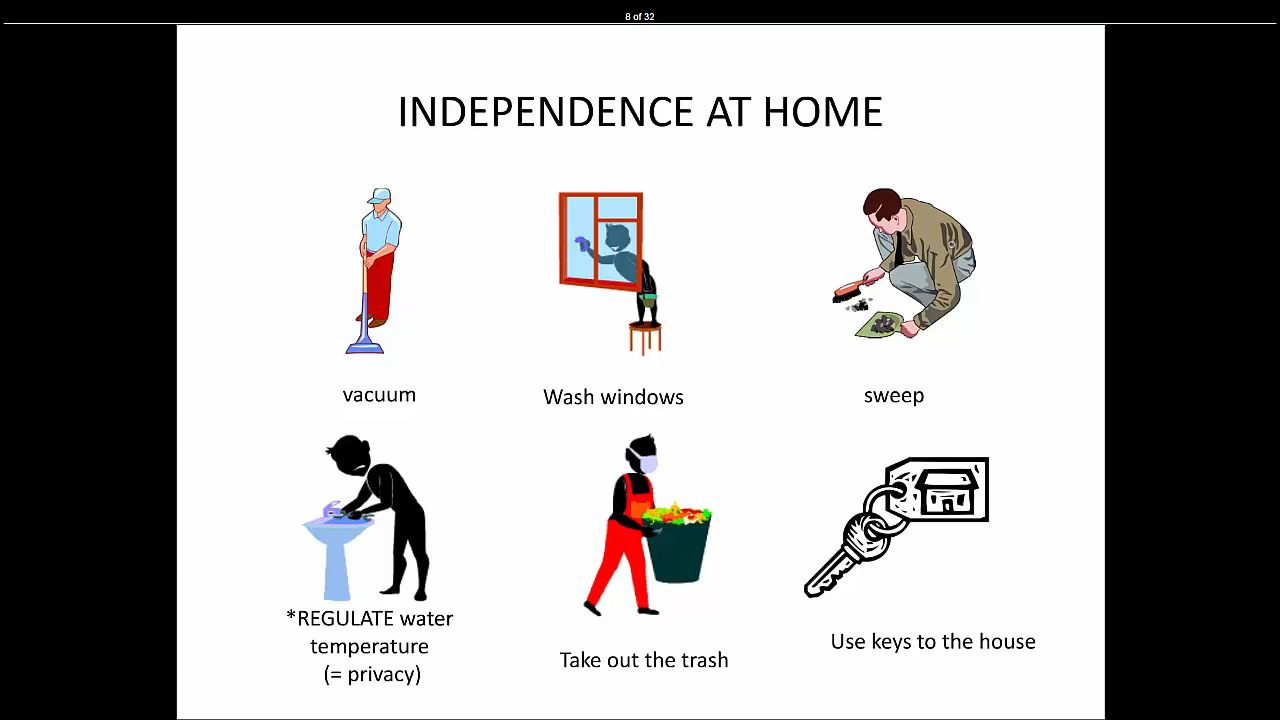 8 of 32
INDEPENDENCE AT HOME
vacuum
Wash windows
sweep
*REGULATE water
temperature
(= privacy)
Take out the trash
Use keys to the house